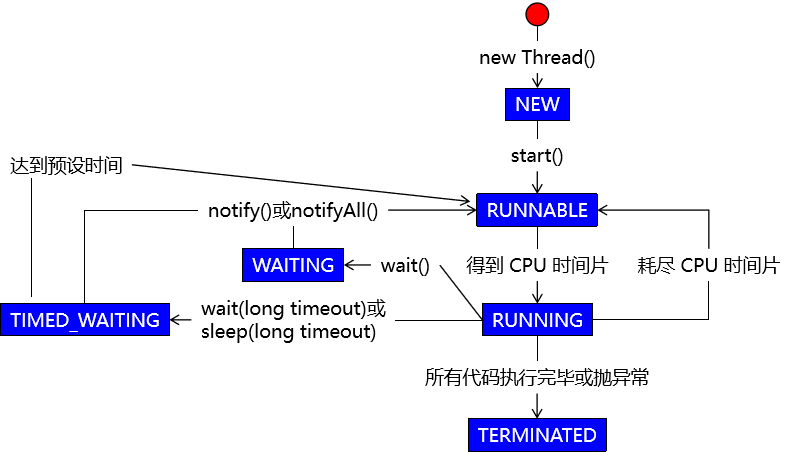 new Thread()
NEW
start()
达到预设时间
RUNNABLE
notify()或notifyAll()
WAITING
wait()
得到 CPU 时间片
耗尽 CPU 时间片
TIMED_WAITING
wait(long timeout)或
sleep(long timeout)
RUNNING
所有代码执行完毕或抛异常
TERMINATED